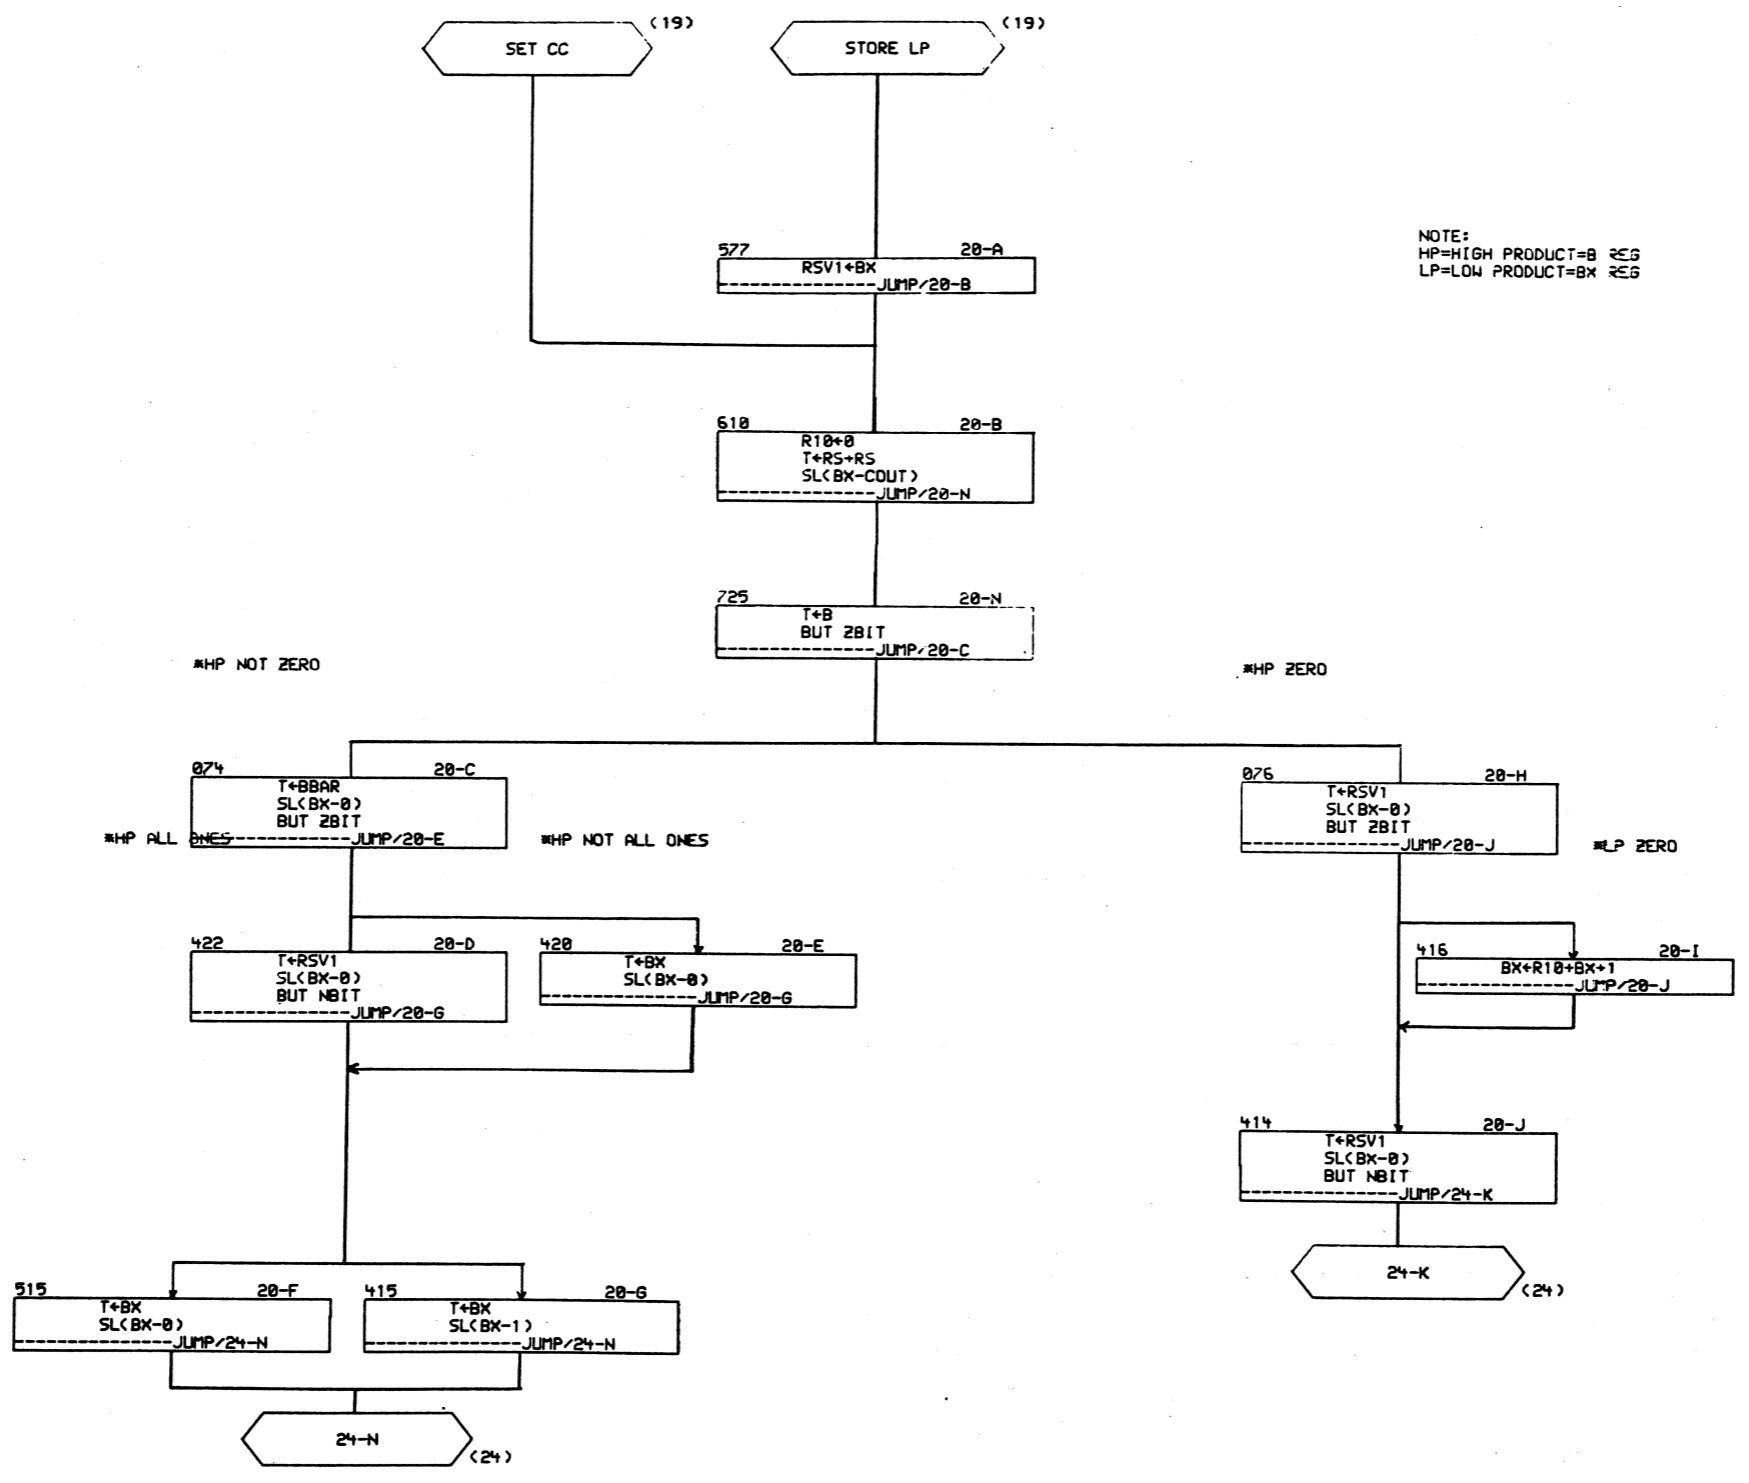 SET CC
(19)
STORE LP
(19)
577 20-A
RSV1←BX
---------------JUMP/20-B
NOTE:
HP=HIGH PRODUCT=B REG
LP=LOW PRODUCT=BX REG
610 20-B
R10←0
T←RS+RS
SL(BX-COUT)
---------------JUMP/20-N
725 20-N
T←B
BUT ZBIT
---------------JUMP/20-C
*HP NOT ZERO
*HP ZERO
074 20-C
T←BBAR
SL(BX-0)
BUT ZBIT
---------------JUMP/20-E
*HP ALL ONES
*HP NOT ALL ONES
076 20-H
T←RSV1
SL(BX-0)
BUT ZBIT
---------------JUMP/20-J
*LP ZERO
422 20-D
T←RSV1
SL(BX-0)
BUT NBIT
---------------JUMP/20-G
420 20-E
T←BX
SL(BX-0)
---------------JUMP/20-G
416 20-I
BX←R10+BX+1
---------------JUMP/20-J
414 20-J
T←RSV1
SL(BX-0)
BUT NBIT
---------------JUMP/24-K
24-K
(24)
515 20-F
T←BX
SL(BX-0)
---------------JUMP/24-N
415 20-G
T←BX
SL(BX-1)
---------------JUMP/24-N
24-N
(24)